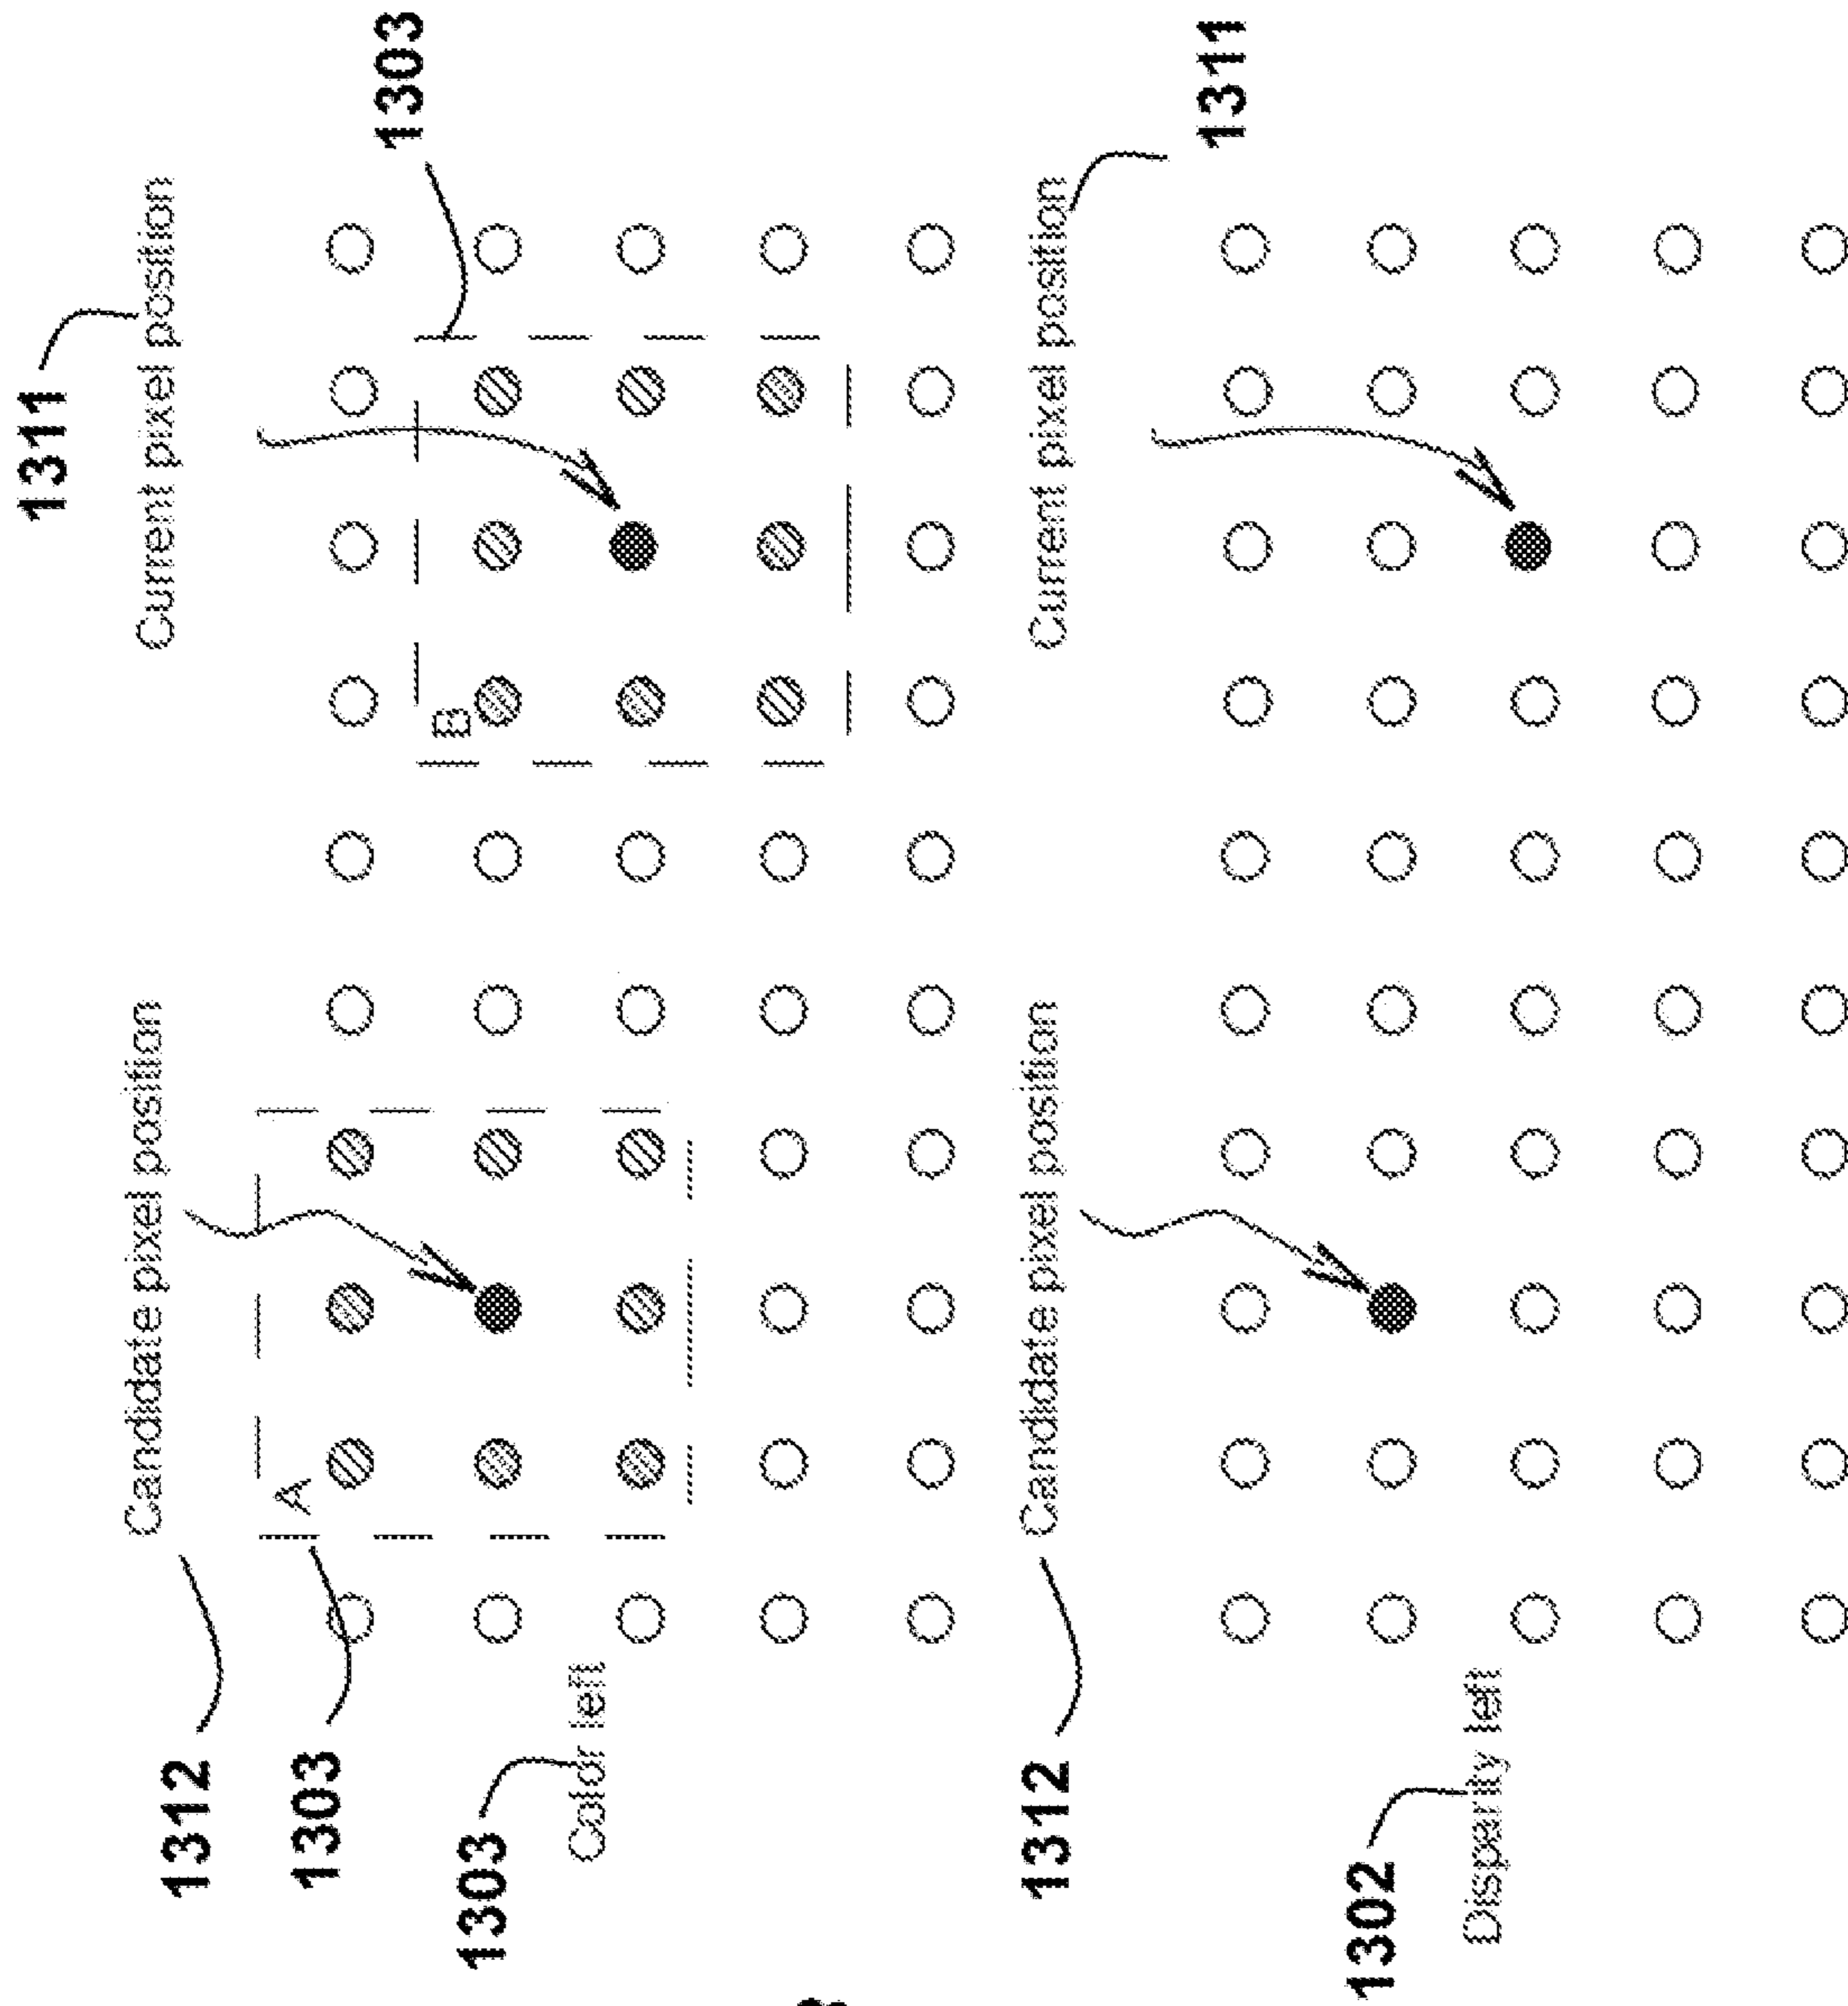 1311
Current pixel position
1303
Candidate pixel position
1312
A
1303
B
1303
Color left
Current pixel position
1311
Candidate pixel position
1312
1302
Disparity left